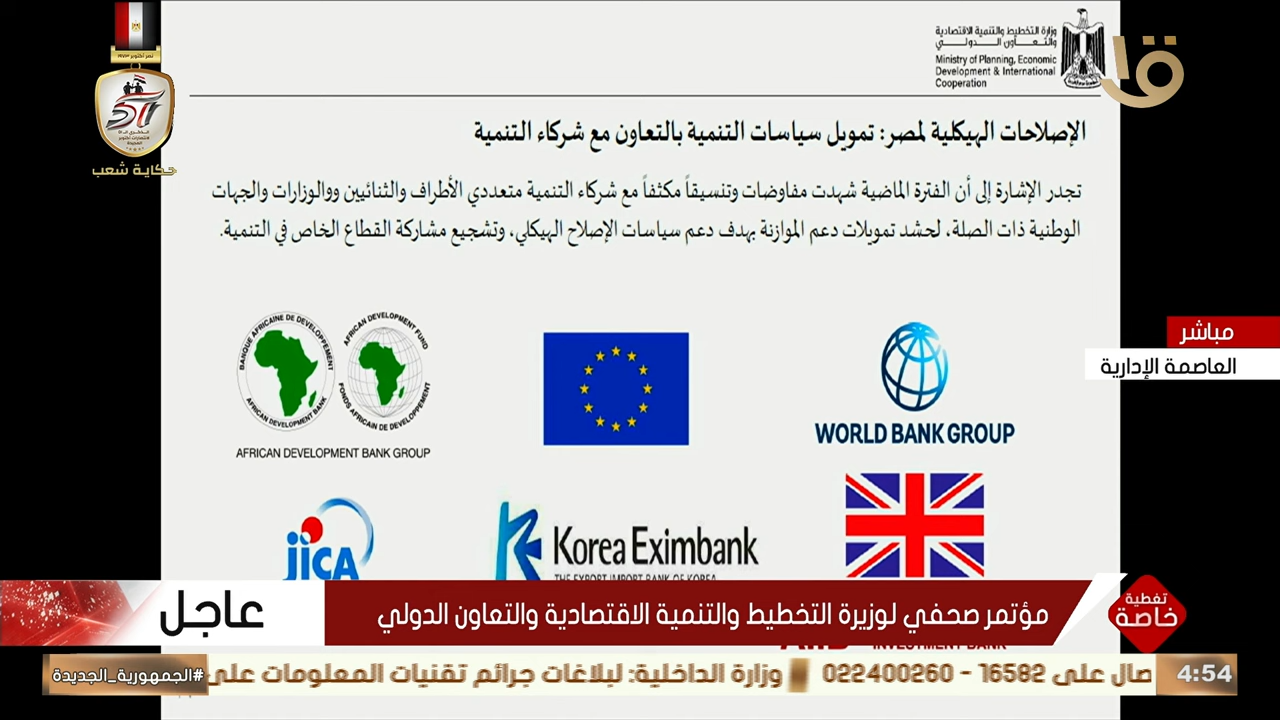 نصر أكتوبر ١٩٧٣
حكاية شعب
وزارة التخطيط والتنمية الاقتصادية
والتعاون الدولي
Ministry of Planning, Economic
Development & International
Cooperation
الإصلاحات الهيكلية لمصر: تمويل سياسات التنمية بالتعاون مع شركاء التنمية
تجدر الإشارة إلى أن الفترة الماضية شهدت مفاوضات وتنسيقاً مكثفاً مع شركاء التنمية متعددي الأطراف والثنائيين ووالوزارات والجهات
الوطنية ذات الصلة، لحشد تمويلات دعم الموازنة بهدف دعم سياسات الإصلاح الهيكلي، وتشجيع مشاركة القطاع الخاص في التنمية.
مباشر
العاصمة الإدارية
BANQUE AFRICAINE DE DEVELOPPEMENT
AFRICAN DEVELOPMENT BANK
AFRICAN DEVELOPMENT FUND
FONDS AFRICAIN DE DEVELOPPEMENT
AFRICAN DEVELOPMENT BANK GROUP
WORLD BANK GROUP
jICA
Korea Eximbank
THE EXPORT-IMPORT BANK OF KOREA
INVESTMENT BANK
تغطية
خاصة
عاجل
مؤتمر صحفي لوزيرة التخطيط والتنمية الاقتصادية والتعاون الدولي
4:54
صال على 16582 - 022400260
وزارة الداخلية: لبلاغات جرائم تقنيات المعلومات على
#الجمهورية_الجديدة